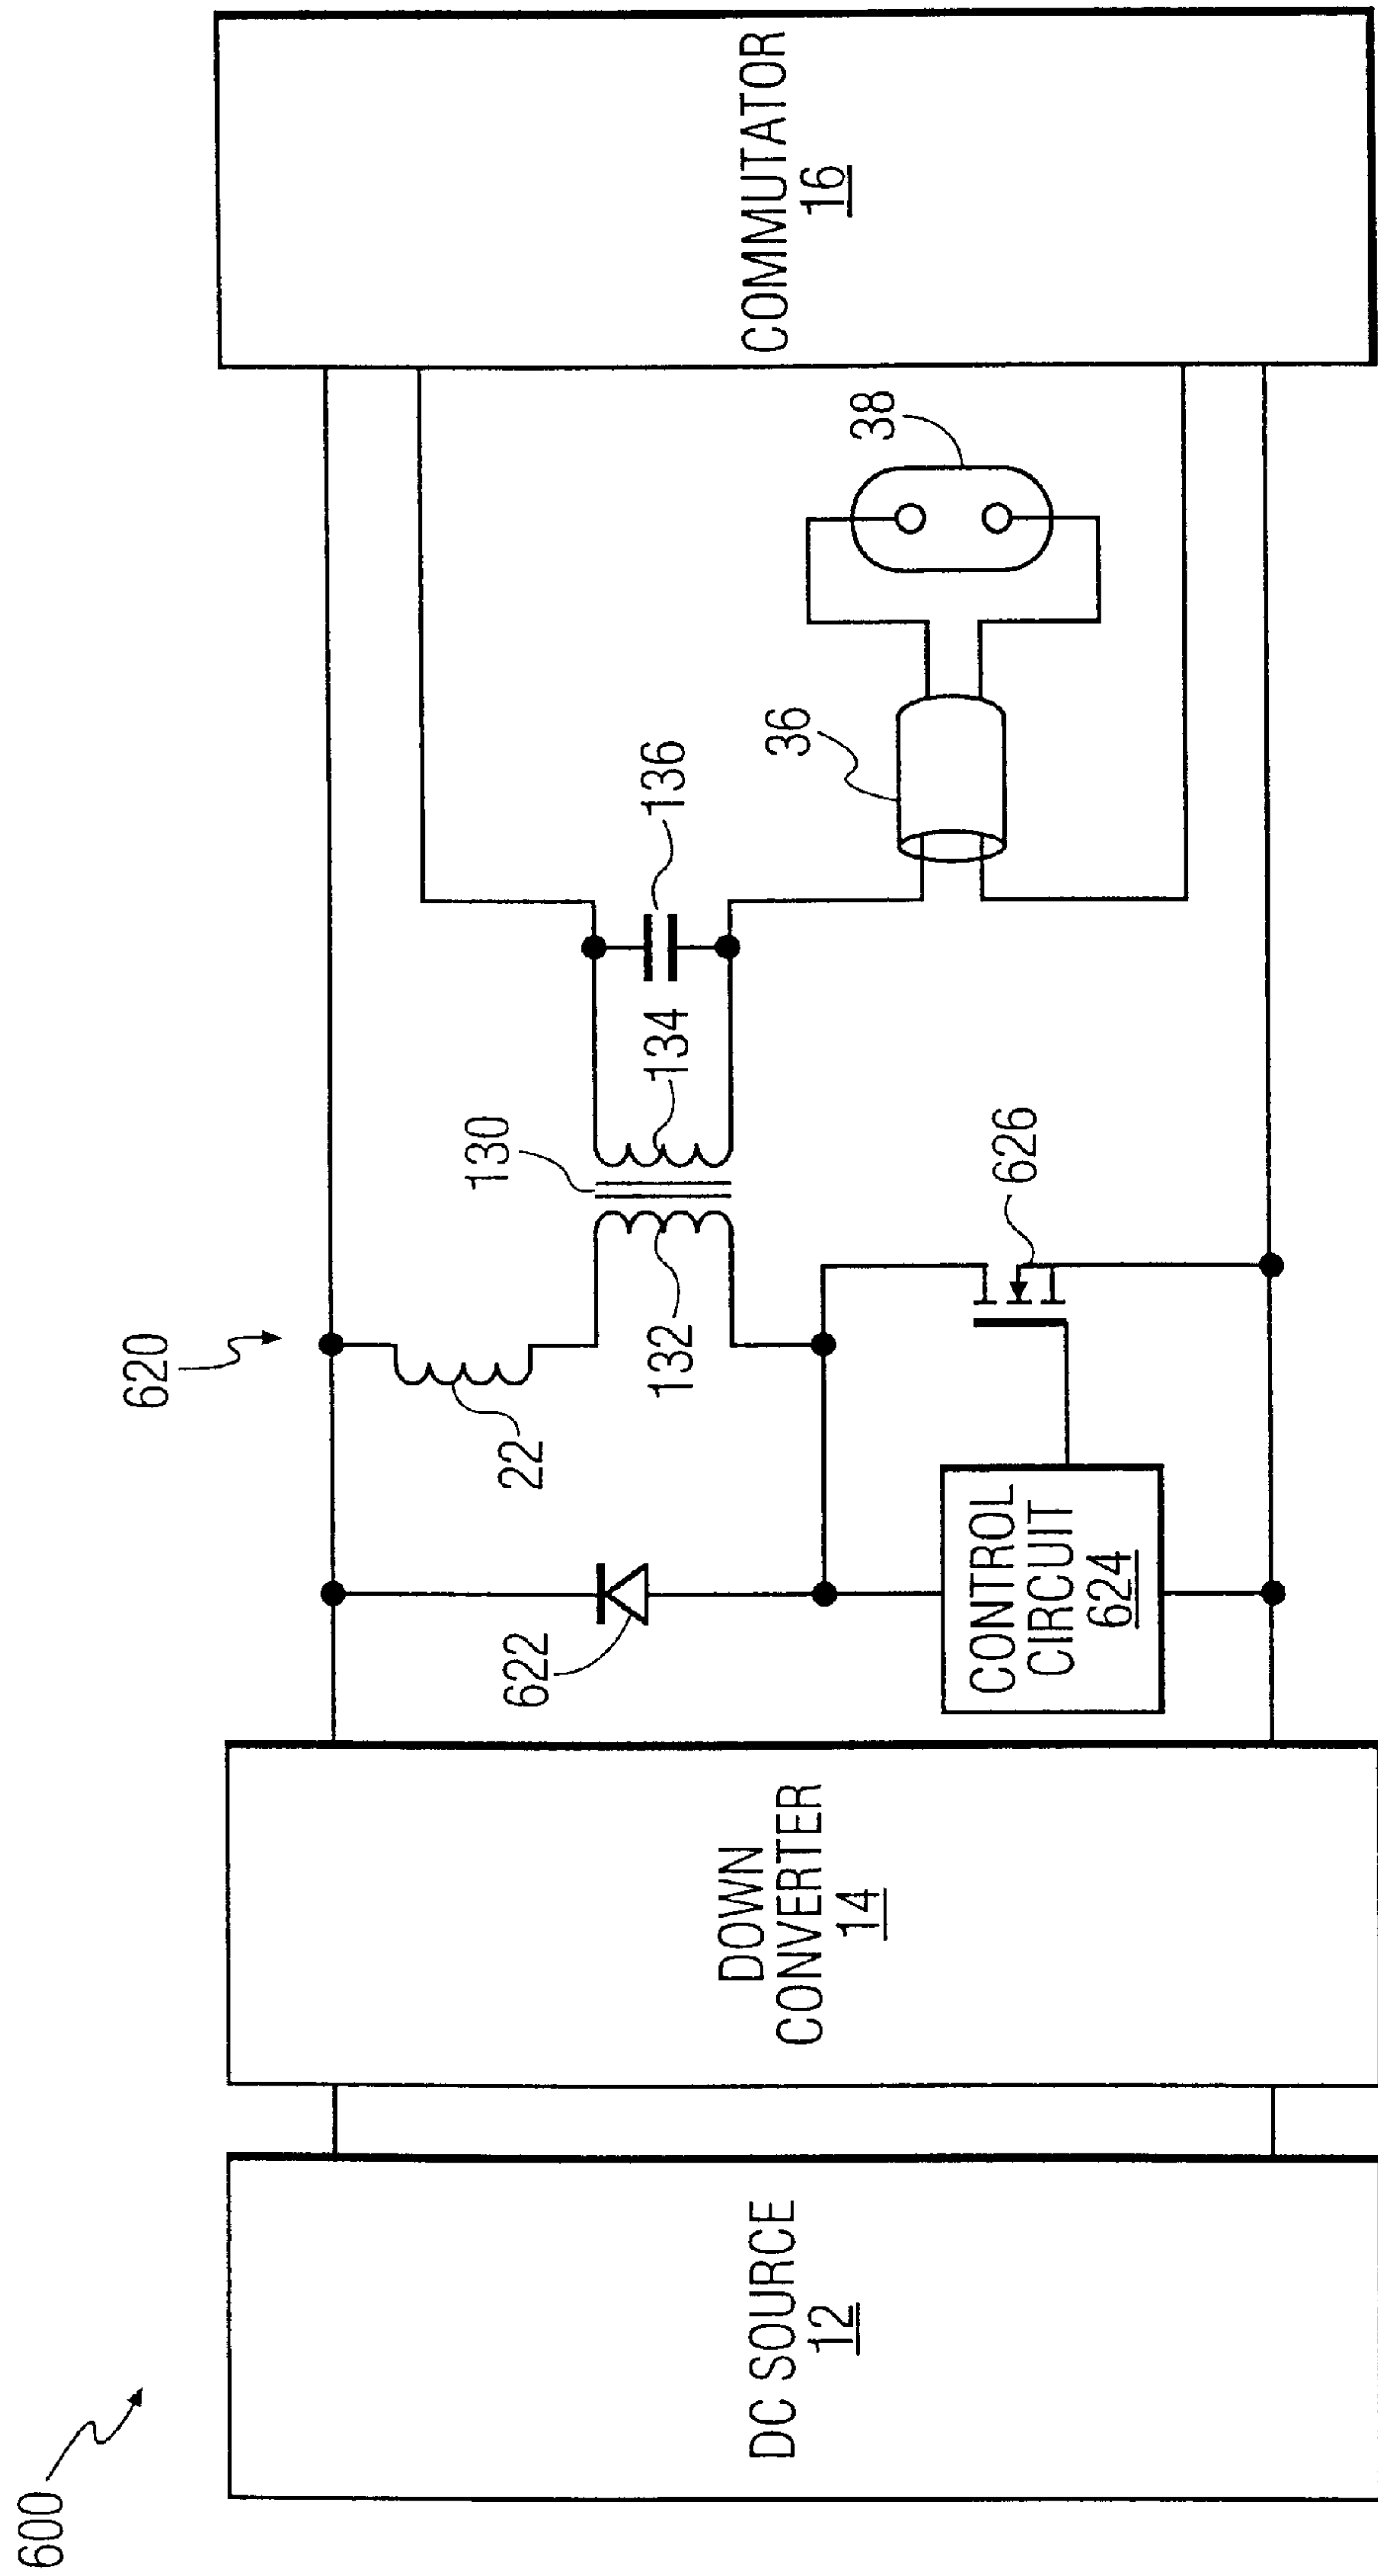 600
620
DC SOURCE
12
DOWN
CONVERTER
14
622
22
130
132
134
136
CONTROL
CIRCUIT
624
626
36
38
COMMUTATOR
16